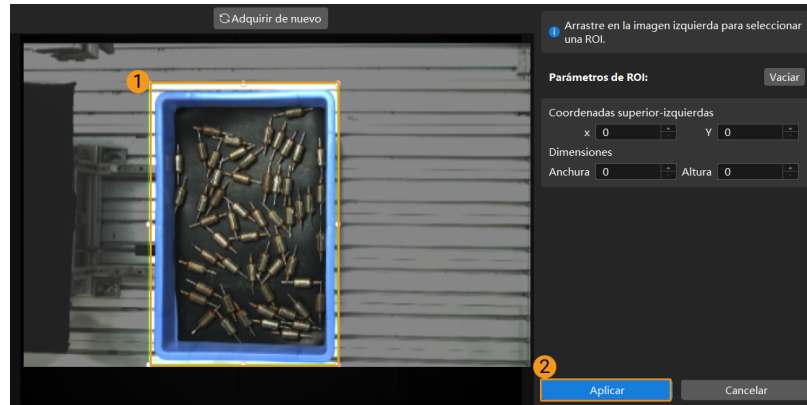 Adquirir de nuevo
Arrastre en la imagen izquierda para seleccionar
una ROI.
1
Parámetros de ROI:
Vaciar
Coordenadas superior-izquierdas
x 0 Y 0
Dimensiones
Anchura 0 Altura 0
2
Aplicar Cancelar